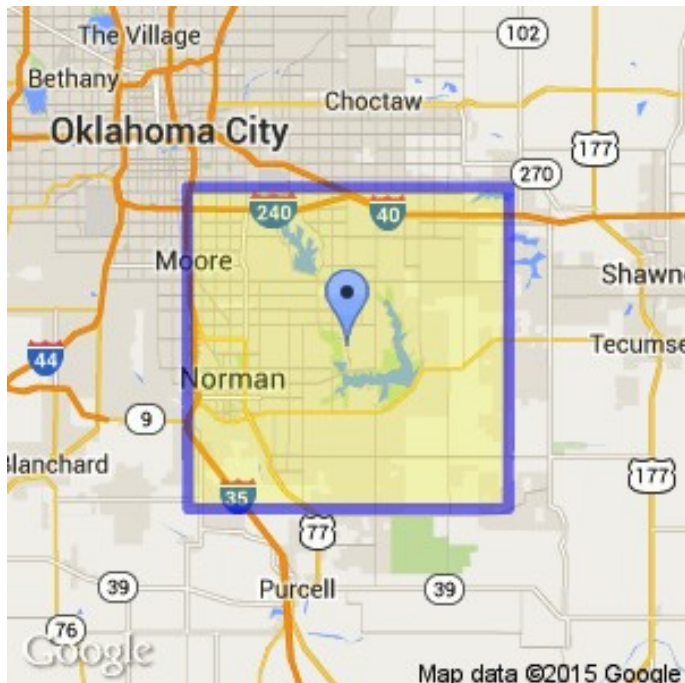 The Village
102
Bethany
Choctaw
Oklahoma City
177
270
240
40
Moore
Shawn
44
Tecumse
Norman
9
Blanchard
177
35
77
39
Purcell
39
76
Google
Map data ©2015 Google